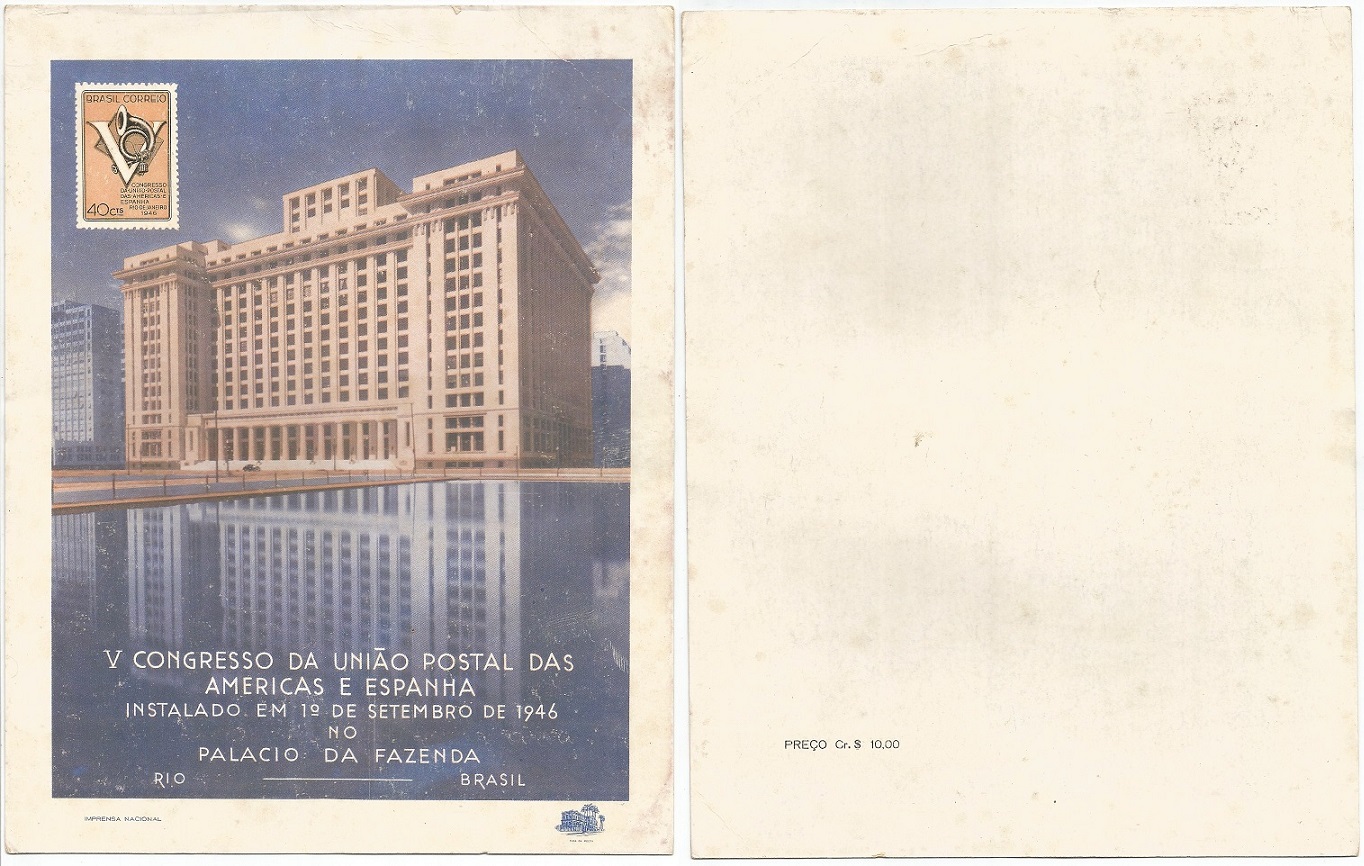 BRASIL CORREIO
V
CONGRESSO
DA·UNIÃO·POSTAL
DAS·AMERICAS·E
ESPANHA
RIO DE JANEIRO
40CTS 1946
V CONGRESSO DA UNIÃO POSTAL DAS
AMERICAS E ESPANHA
INSTALADO EM 1º DE SETEMBRO DE 1946
NO
PALACIO DA FAZENDA
RIO BRASIL
IMPRENSA NACIONAL
PREÇO Cr.$ 10,00